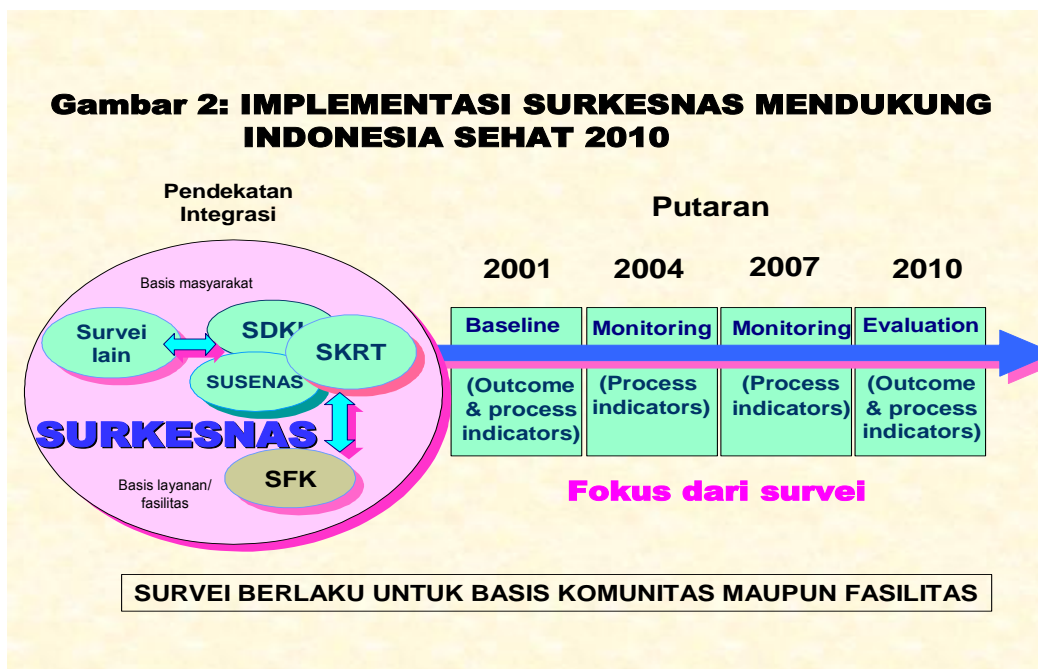 Gambar 2: IMPLEMENTASI SURKESNAS MENDUKUNG
INDONESIA SEHAT 2010
Pendekatan
Integrasi
Basis masyarakat
Survei
lain
SDKI
SKRT
SUSENAS
SURKESNAS
SFK
Basis layanan/
fasilitas
Putaran
2001
2004
2007
2010
Baseline
Monitoring
Monitoring
Evaluation
(Outcome
& process
indicators)
(Process
indicators)
(Process
indicators)
(Outcome
& process
indicators)
Fokus dari survei
SURVEI BERLAKU UNTUK BASIS KOMUNITAS MAUPUN FASILITAS